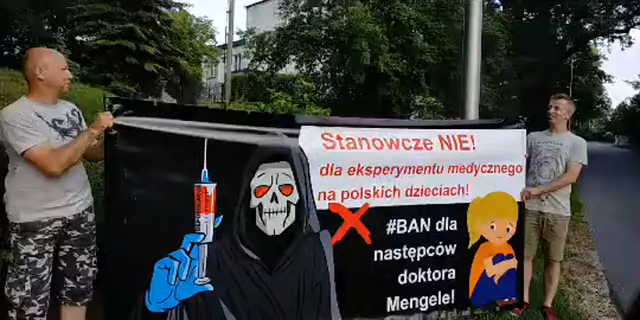 Stanowcze NIE!
dla eksperymentu medycznego
na polskich dzieciach!
#BAN dla
następców
doktora
Mengele!